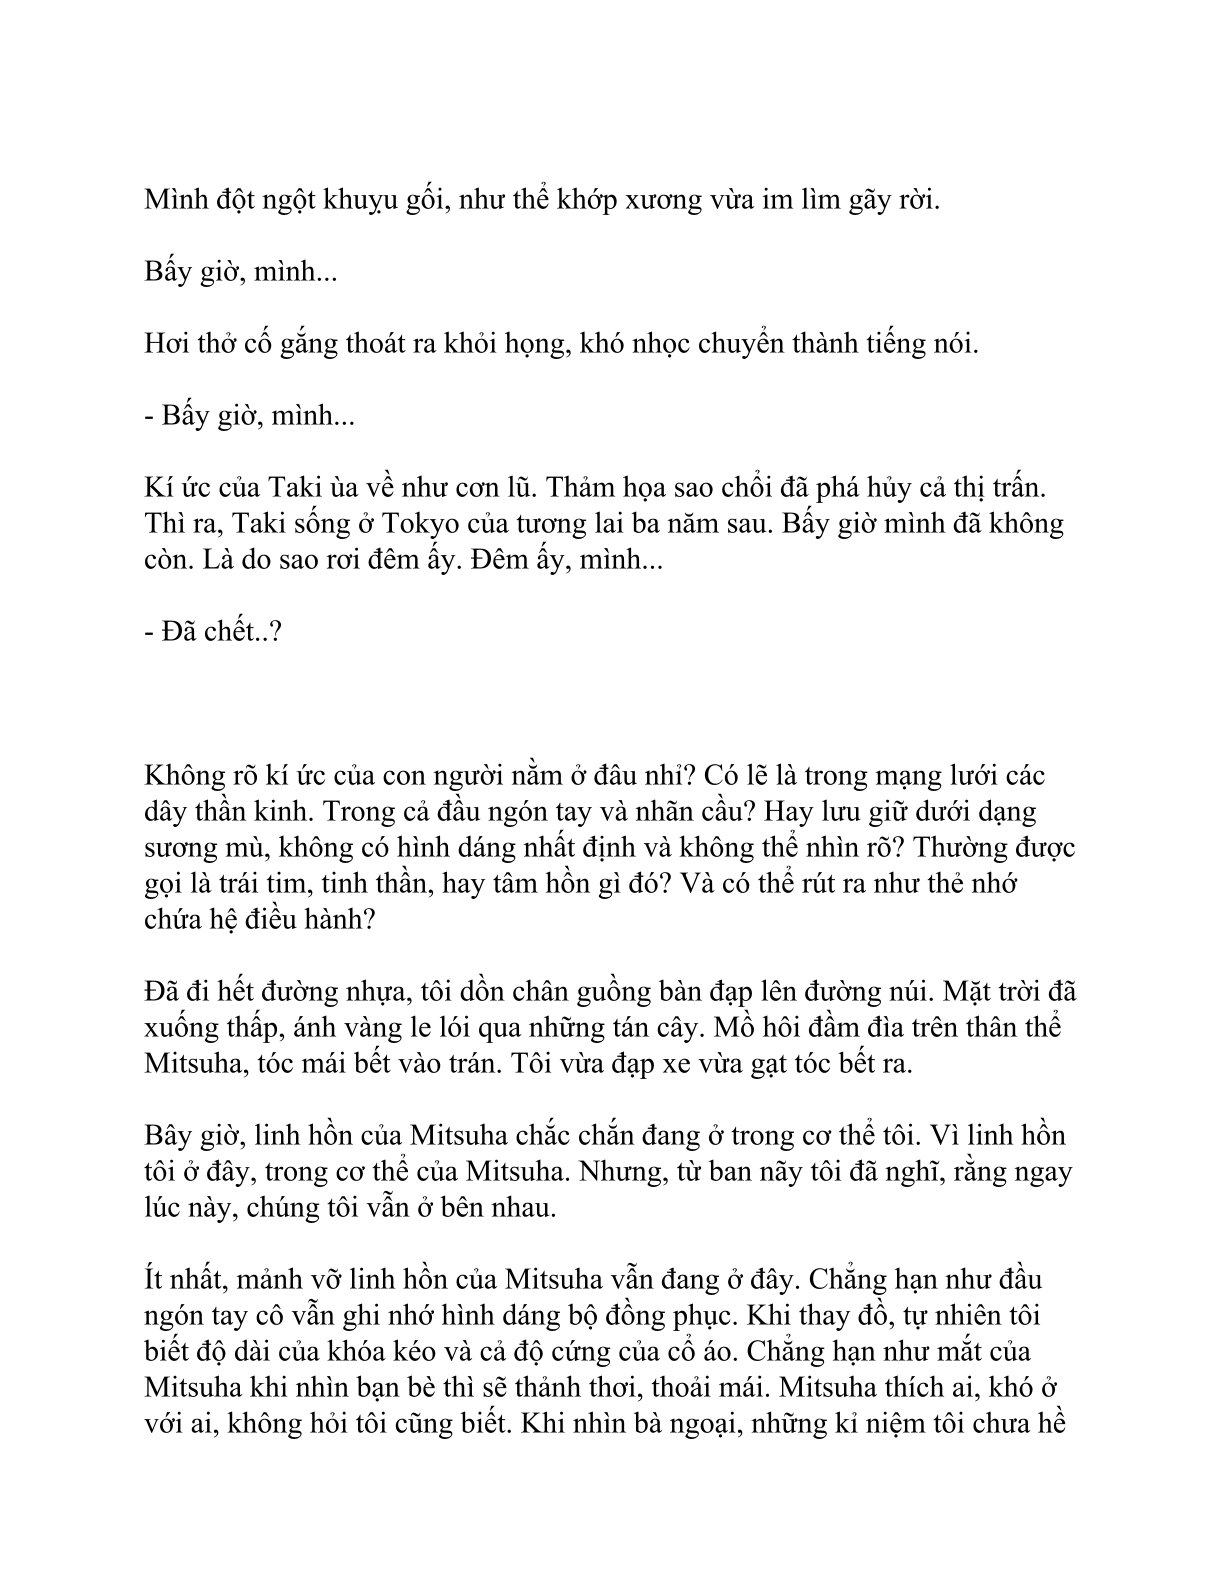 Mình đột ngột khuỵu gối, như thể khớp xương vừa im lìm gãy rời.
Bấy giờ, mình...
Hơi thở cố gắng thoát ra khỏi họng, khó nhọc chuyển thành tiếng nói.
- Bấy giờ, mình...
Kí ức của Taki ùa về như cơn lũ. Thảm họa sao chổi đã phá hủy cả thị trấn.
Thì ra, Taki sống ở Tokyo của tương lai ba năm sau. Bấy giờ mình đã không
còn. Là do sao rơi đêm ấy. Đêm ấy, mình...
- Đã chết..?
Không rõ kí ức của con người nằm ở đâu nhỉ? Có lẽ là trong mạng lưới các
dây thần kinh. Trong cả đầu ngón tay và nhãn cầu? Hay lưu giữ dưới dạng
sương mù, không có hình dáng nhất định và không thể nhìn rõ? Thường được
gọi là trái tim, tinh thần, hay tâm hồn gì đó? Và có thể rút ra như thẻ nhớ
chứa hệ điều hành?
Đã đi hết đường nhựa, tôi dồn chân guồng bàn đạp lên đường núi. Mặt trời đã
xuống thấp, ánh vàng le lói qua những tán cây. Mồ hôi đầm đìa trên thân thể
Mitsuha, tóc mái bết vào trán. Tôi vừa đạp xe vừa gạt tóc bết ra.
Bây giờ, linh hồn của Mitsuha chắc chắn đang ở trong cơ thể tôi. Vì linh hồn
tôi ở đây, trong cơ thể của Mitsuha. Nhưng, từ ban nãy tôi đã nghĩ, rằng ngay
lúc này, chúng tôi vẫn ở bên nhau.
Ít nhất, mảnh vỡ linh hồn của Mitsuha vẫn đang ở đây. Chẳng hạn như đầu
ngón tay cô vẫn ghi nhớ hình dáng bộ đồng phục. Khi thay đồ, tự nhiên tôi
biết độ dài của khóa kéo và cả độ cứng của cổ áo. Chẳng hạn như mắt của
Mitsuha khi nhìn bạn bè thì sẽ thảnh thơi, thoải mái. Mitsuha thích ai, khó ở
với ai, không hỏi tôi cũng biết. Khi nhìn bà ngoại, những kỉ niệm tôi chưa hề